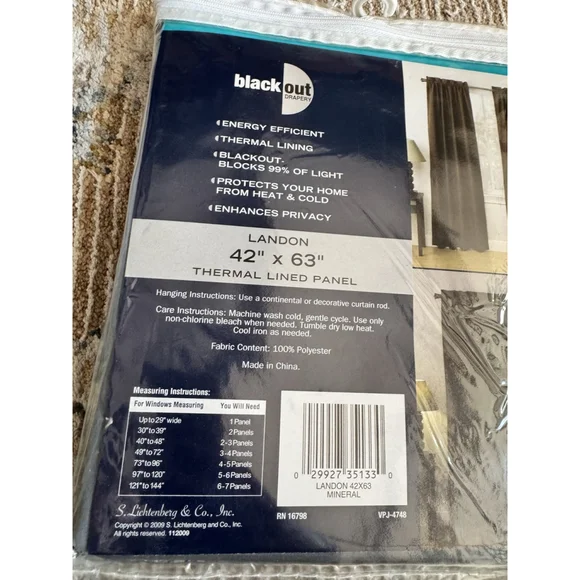 blackout
DRAPERY
ENERGY EFFICIENT
THERMAL LINING
BLACKOUT-
BLOCKS 99% OF LIGHT
PROTECTS YOUR HOME
FROM HEAT & COLD
ENHANCES PRIVACY
LANDON
42" x 63"
THERMAL LINED PANEL
Hanging Instructions: Use a continental or decorative curtain rod.
Care Instructions: Machine wash cold, gentle cycle. Use only
non-chlorine bleach when needed. Tumble dry low heat.
Cool iron as needed.
Fabric Content: 100% Polyester
Made in China.
Measuring Instructions:
For Windows Measuring You Will Need
Up to 29" wide 1 Panel
30" to 39" 2 Panels
40" to 48" 2-3 Panels
49" to 72" 3-4 Panels
73" to 96" 4-5 Panels
97" to 120" 5-6 Panels
121" to 144" 6-7 Panels
0 29927 35133 0
LANDON 42X63
MINERAL
S. Lichtenberg & Co., Inc.
RN 16798 VPJ-4748
Copyright © 2009 S. Lichtenberg and Co., Inc.
All rights reserved. 112009